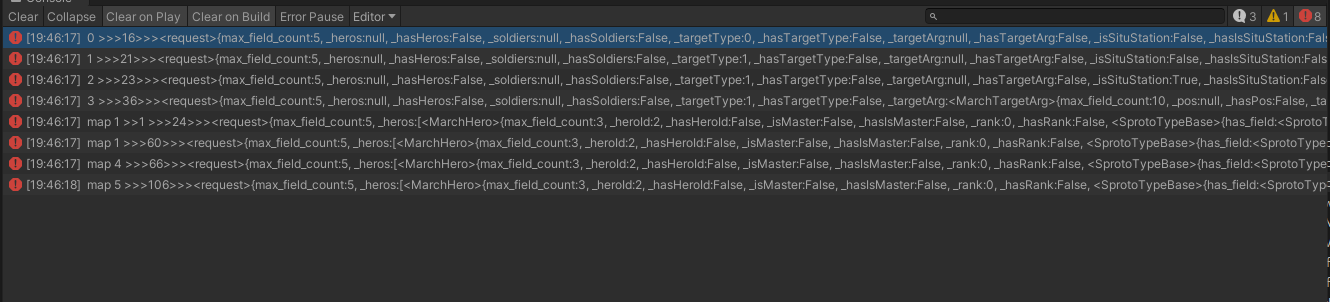 Clear Collapse Clear on Play Clear on Build Error Pause Editor 3 1 8
[19:46:17] 0 >>>16>>><request>{max_field_count:5, _heros:null, _hasHeros:False, _soldiers:null, _hasSoldiers:False, _targetType:0, _hasTargetType:False, _targetArg:null, _hasTargetArg:False, _isSituStation:False, _hasIsSituStation:Fal
[19:46:17] 1 >>>21>>><request>{max_field_count:5, _heros:null, _hasHeros:False, _soldiers:null, _hasSoldiers:False, _targetType:1, _hasTargetType:False, _targetArg:null, _hasTargetArg:False, _isSituStation:False, _hasIsSituStation:Fals
[19:46:17] 2 >>>23>>><request>{max_field_count:5, _heros:null, _hasHeros:False, _soldiers:null, _hasSoldiers:False, _targetType:1, _hasTargetType:False, _targetArg:null, _hasTargetArg:False, _isSituStation:True, _hasIsSituStation:False
[19:46:17] 3 >>>36>>><request>{max_field_count:5, _heros:null, _hasHeros:False, _soldiers:null, _hasSoldiers:False, _targetType:1, _hasTargetType:False, _targetArg:<MarchTargetArg>{max_field_count:10, _pos:null, _hasPos:False, _ta
[19:46:17] map 1 >>1 >>>24>>><request>{max_field_count:5, _heros:[<MarchHero>{max_field_count:3, _heroId:2, _hasHeroId:False, _isMaster:False, _hasIsMaster:False, _rank:0, _hasRank:False, <SprotoTypeBase>{has_field:<SprotoT
[19:46:17] map 1 >>>60>>><request>{max_field_count:5, _heros:[<MarchHero>{max_field_count:3, _heroId:2, _hasHeroId:False, _isMaster:False, _hasIsMaster:False, _rank:0, _hasRank:False, <SprotoTypeBase>{has_field:<SprotoType
[19:46:17] map 4 >>>66>>><request>{max_field_count:5, _heros:[<MarchHero>{max_field_count:3, _heroId:2, _hasHeroId:False, _isMaster:False, _hasIsMaster:False, _rank:0, _hasRank:False, <SprotoTypeBase>{has_field:<SprotoType
[19:46:18] map 5 >>>106>>><request>{max_field_count:5, _heros:[<MarchHero>{max_field_count:3, _heroId:2, _hasHeroId:False, _isMaster:False, _hasIsMaster:False, _rank:0, _hasRank:False, <SprotoTypeBase>{has_field:<SprotoTyp